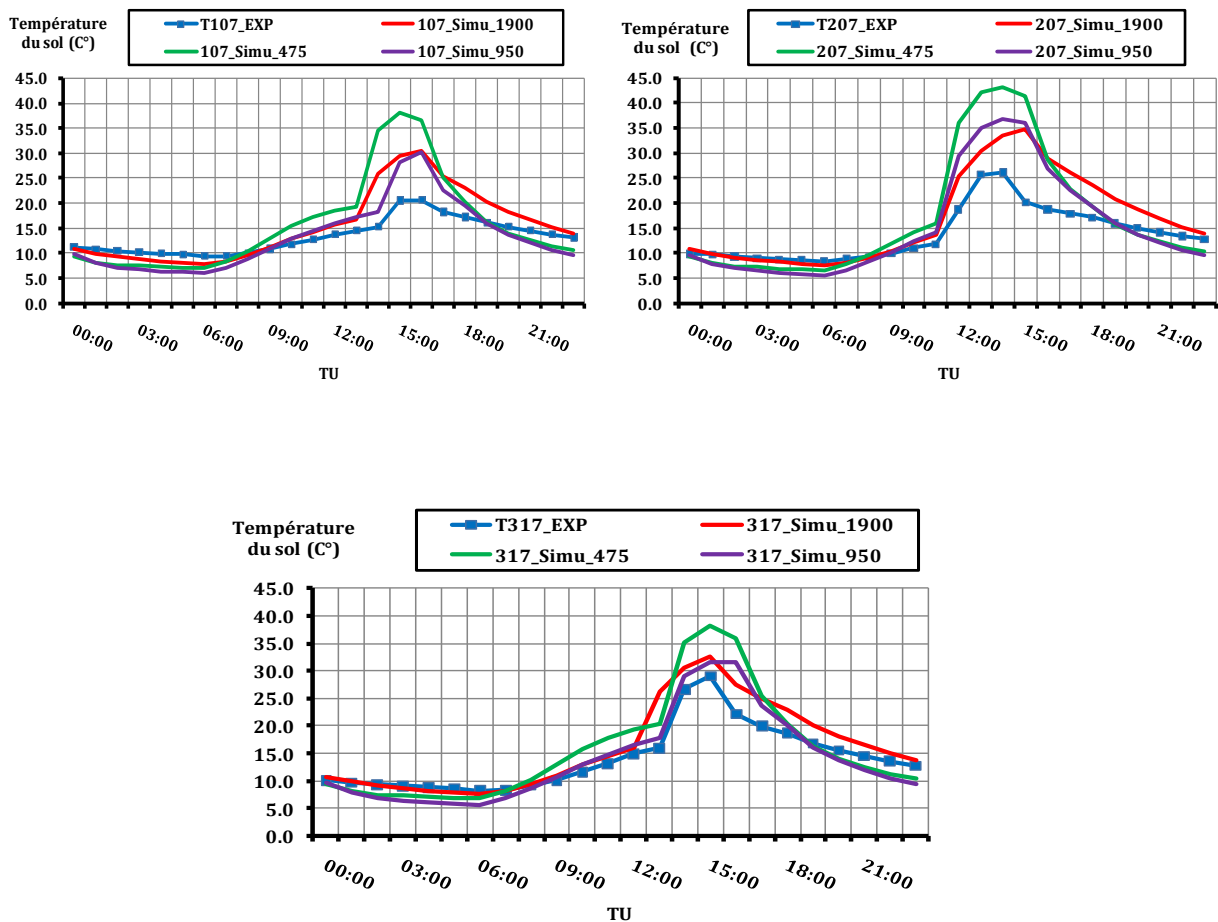 Température
du sol (C°)
T107_EXP 107_Simu_1900
107_Simu_475 107_Simu_950
45.0
40.0
35.0
30.0
25.0
20.0
15.0
10.0
5.0
0.0
00:00 03:00 06:00 09:00 12:00 15:00 18:00 21:00
TU
Température
du sol (C°)
T207_EXP 207_Simu_1900
207_Simu_475 207_Simu_950
45.0
40.0
35.0
30.0
25.0
20.0
15.0
10.0
5.0
0.0
00:00 03:00 06:00 09:00 12:00 15:00 18:00 21:00
TU
Température
du sol (C°)
T317_EXP 317_Simu_1900
317_Simu_475 317_Simu_950
45.0
40.0
35.0
30.0
25.0
20.0
15.0
10.0
5.0
0.0
00:00 03:00 06:00 09:00 12:00 15:00 18:00 21:00
TU